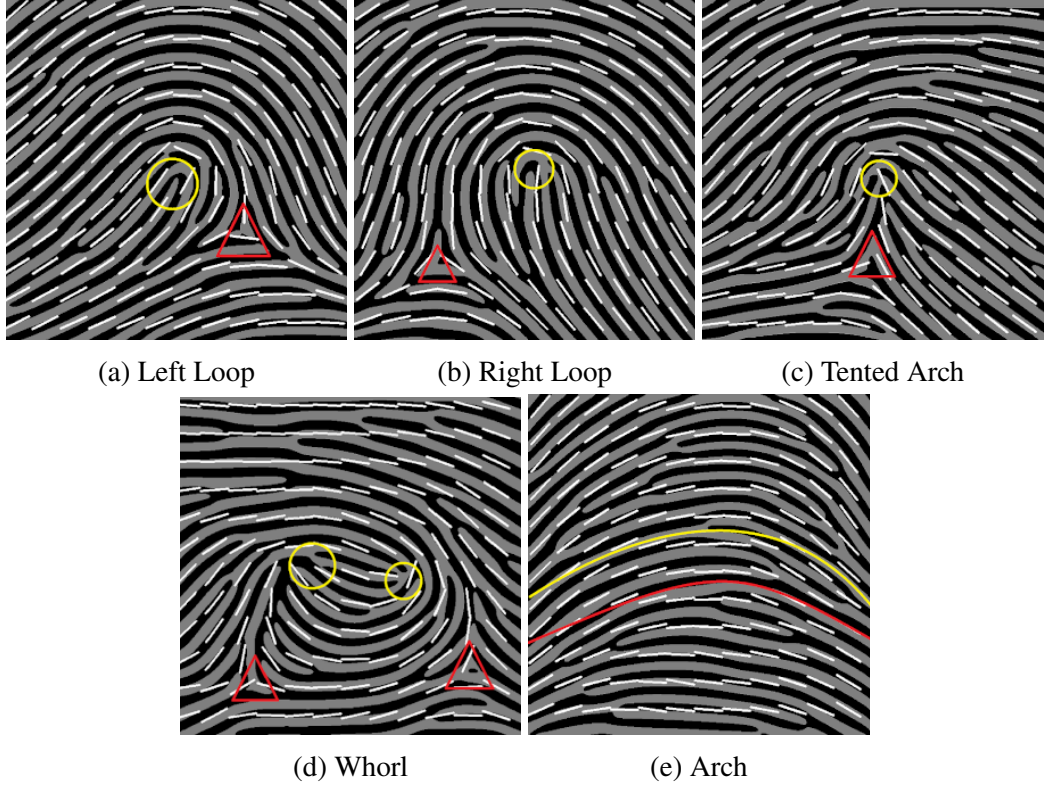 (a) Left Loop
(b) Right Loop
(c) Tented Arch
(d) Whorl
(e) Arch